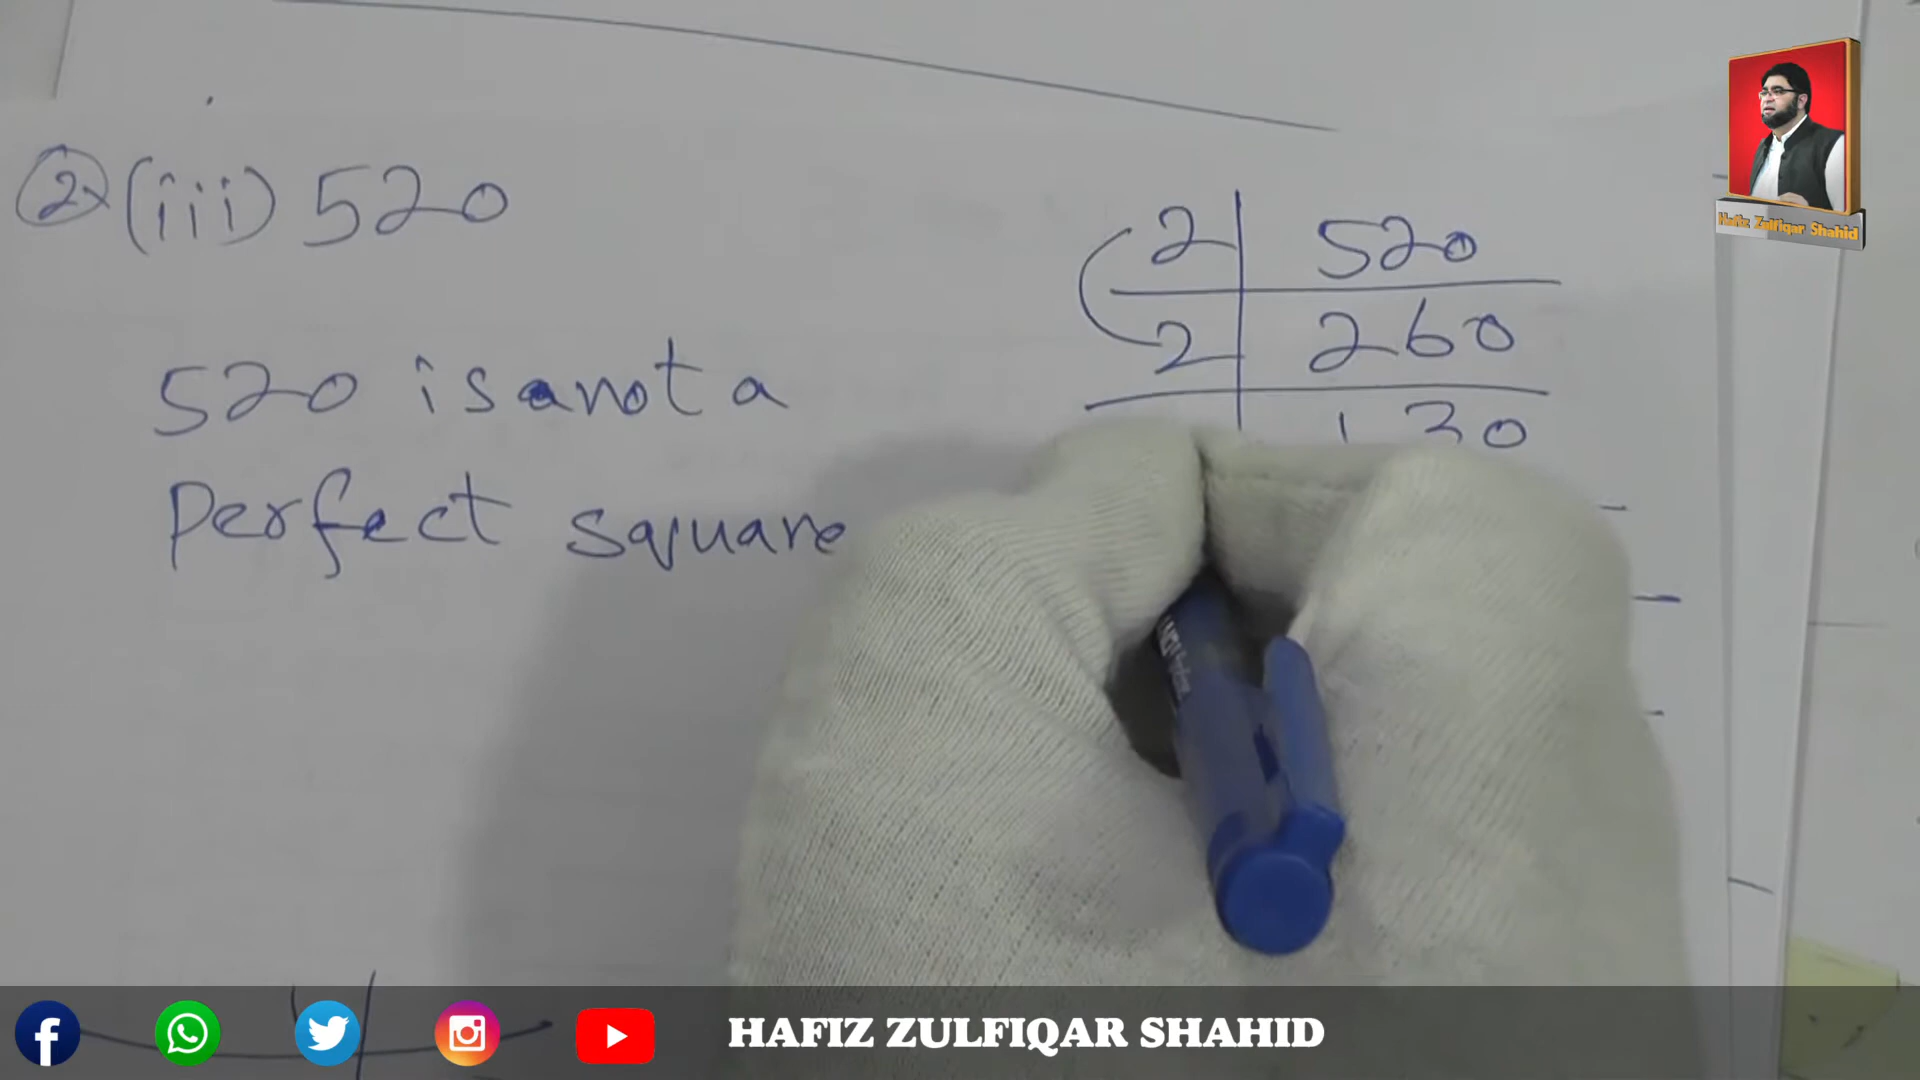 ② (iii) 520
520 is not a
Perfect square
2 | 520
2 | 260
130
Hafiz Zulfiqar Shahid
HAFIZ ZULFIQAR SHAHID